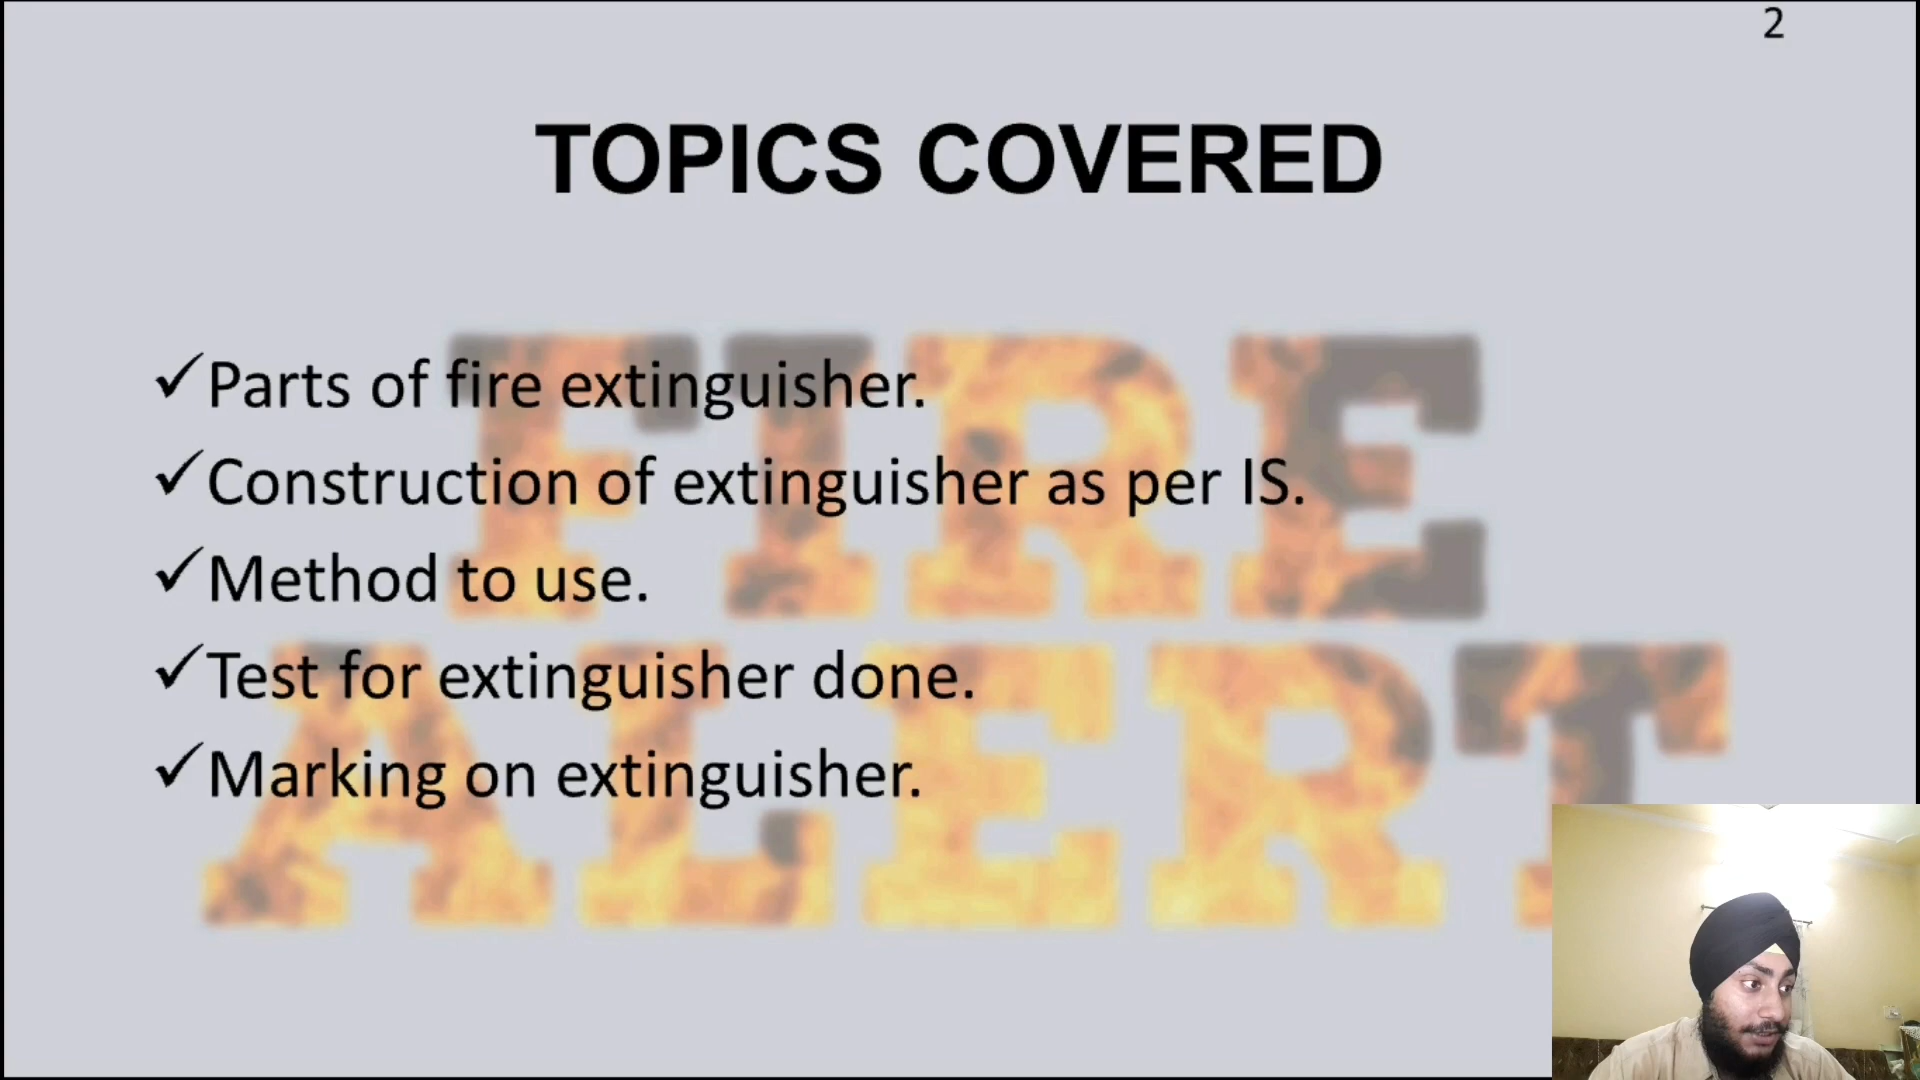 2
TOPICS COVERED
✓Parts of fire extinguisher.
✓Construction of extinguisher as per IS.
✓Method to use.
✓Test for extinguisher done.
✓Marking on extinguisher.
FIRE
ALERT